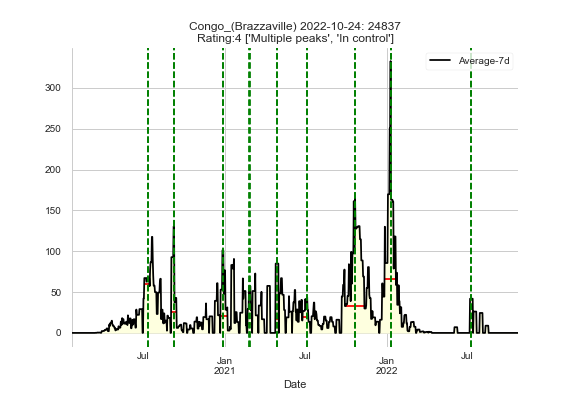 Congo_(Brazzaville) 2022-10-24: 24837
Rating:4 ['Multiple peaks', 'In control']
Average-7d
300
250
200
150
100
50
0
Jul
Jan
2021
Jul
Jan
2022
Jul
Date